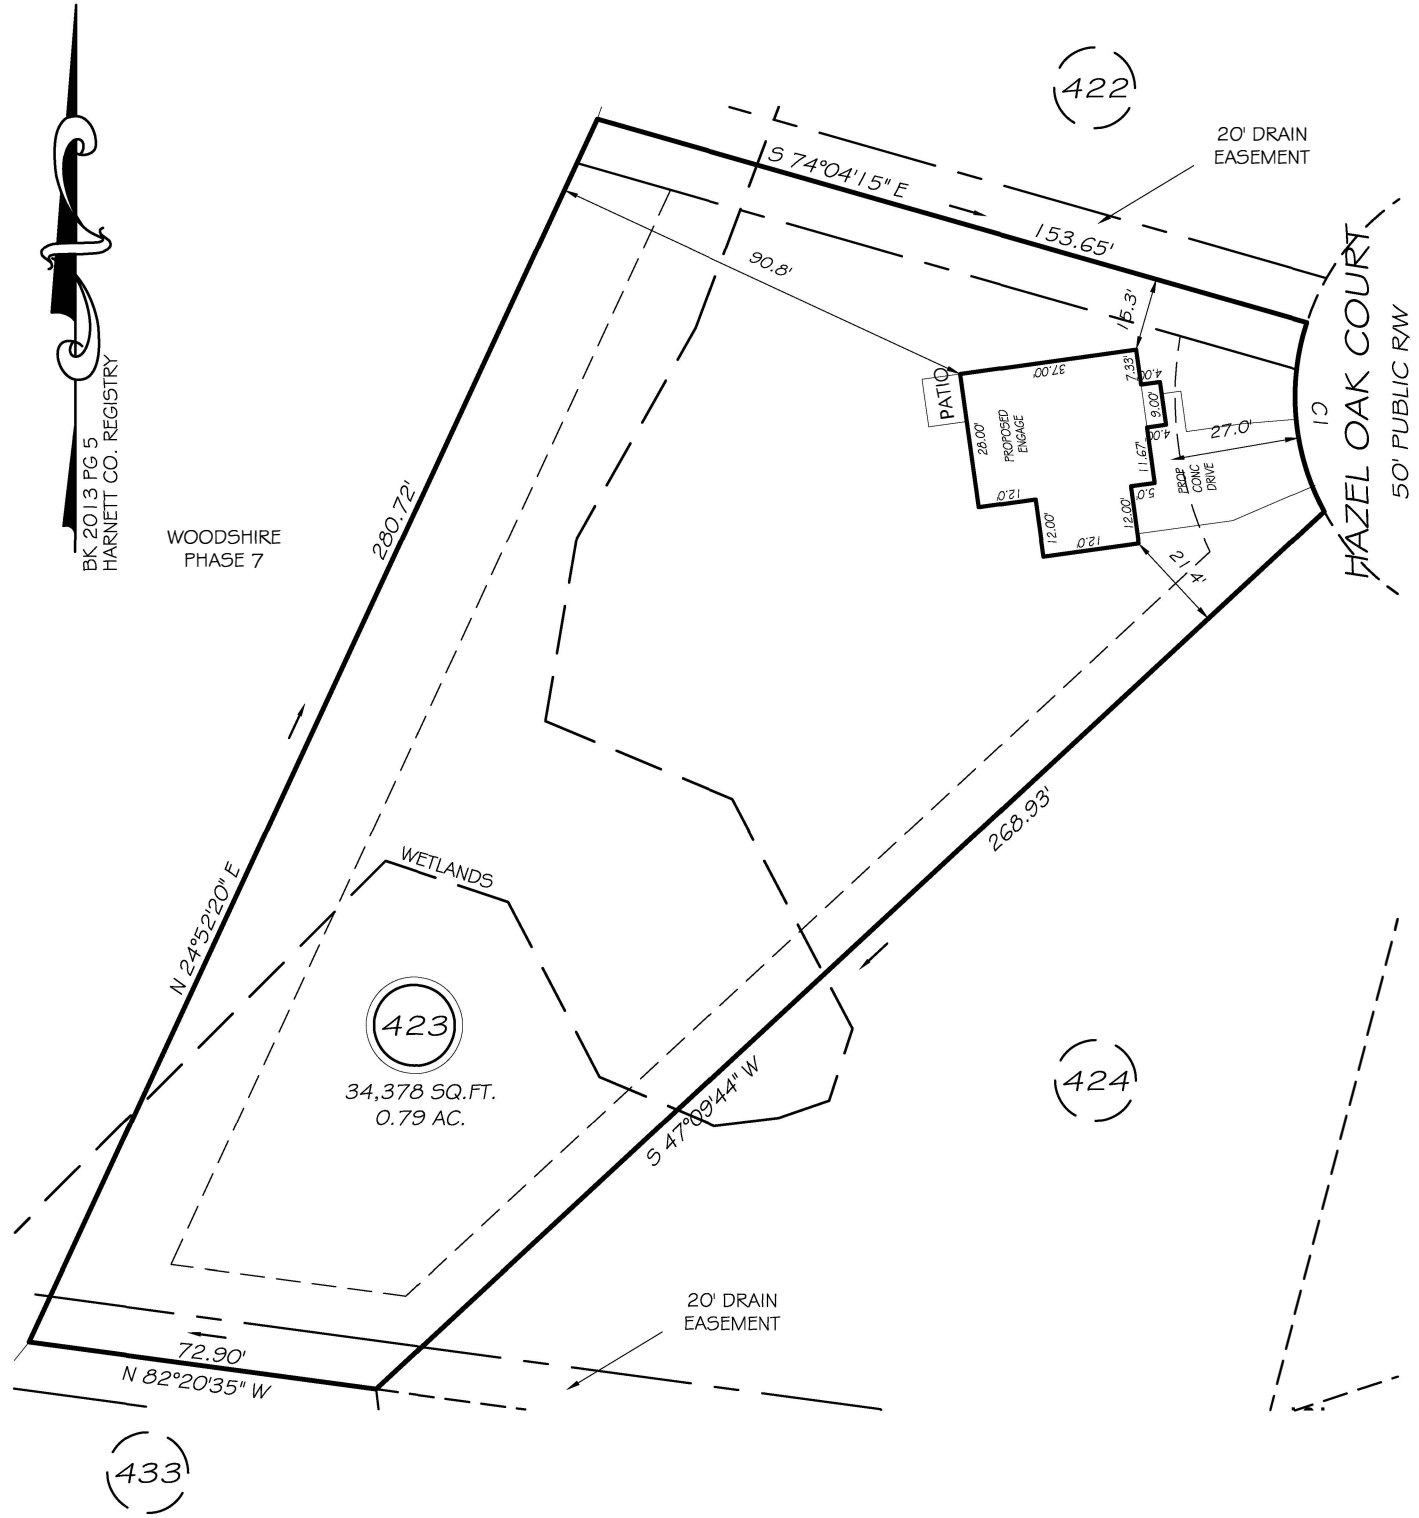 422
20' DRAIN
EASEMENT
S 74°04'15" E
153.65'
HAZEL OAK COURT
50' PUBLIC R/W
C1
90.8'
15.3'
PATIO
37.00'
7.33'
4.00'
9.00'
4.00'
28.00'
PROPOSED
ENGAGE
11.67'
27.0'
PROP
CONC
DRIVE
5.0'
12.0'
12.00'
12.00'
12.0'
21.4'
BK 2013 PG 5
HARNETT CO. REGISTRY
WOODSHIRE
PHASE 7
280.72'
N 24°52'20" E
268.93'
WETLANDS
423
34,378 SQ.FT.
0.79 AC.
S 47°09'44" W
424
20' DRAIN
EASEMENT
72.90'
N 82°20'35" W
433